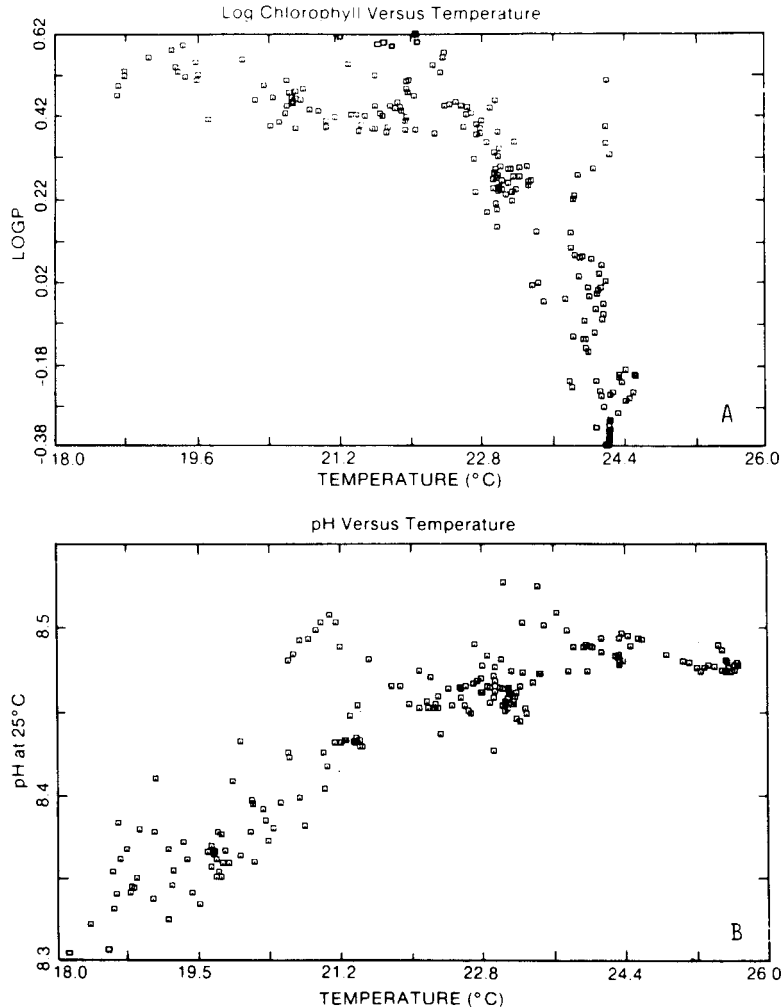 Log Chlorophyll Versus Temperature
0.62
0.42
0.22
0.02
-0.18
-0.38
LOGP
A
18.0 19.6 21.2 22.8 24.4 26.0
TEMPERATURE (°C)
pH Versus Temperature
8.5
8.4
8.3
pH at 25°C
B
18.0 19.5 21.2 22.8 24.4 26.0
TEMPERATURE (°C)